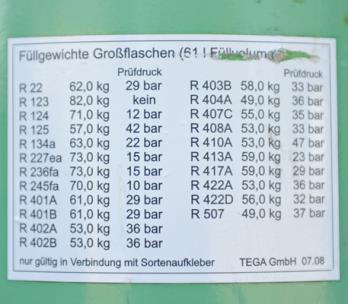 Füllgewichte Großflaschen (61 l Füllvolumen)
Prüfdruck Prüfdruck
R 22 62,0 kg 29 bar R 403B 58,0 kg 33 bar
R 123 82,0 kg kein R 404A 49,0 kg 36 bar
R 124 71,0 kg 12 bar R 407C 55,0 kg 35 bar
R 125 57,0 kg 42 bar R 408A 53,0 kg 33 bar
R 134a 63,0 kg 22 bar R 410A 53,0 kg 47 bar
R 227ea 73,0 kg 15 bar R 413A 59,0 kg 23 bar
R 236fa 73,0 kg 15 bar R 417A 59,0 kg 29 bar
R 245fa 70,0 kg 10 bar R 422A 53,0 kg 36 bar
R 401A 61,0 kg 29 bar R 422D 56,0 kg 32 bar
R 401B 61,0 kg 29 bar R 507 49,0 kg 37 bar
R 402A 53,0 kg 36 bar
R 402B 53,0 kg 36 bar
nur gültig in Verbindung mit Sortenaufkleber TEGA GmbH 07.08